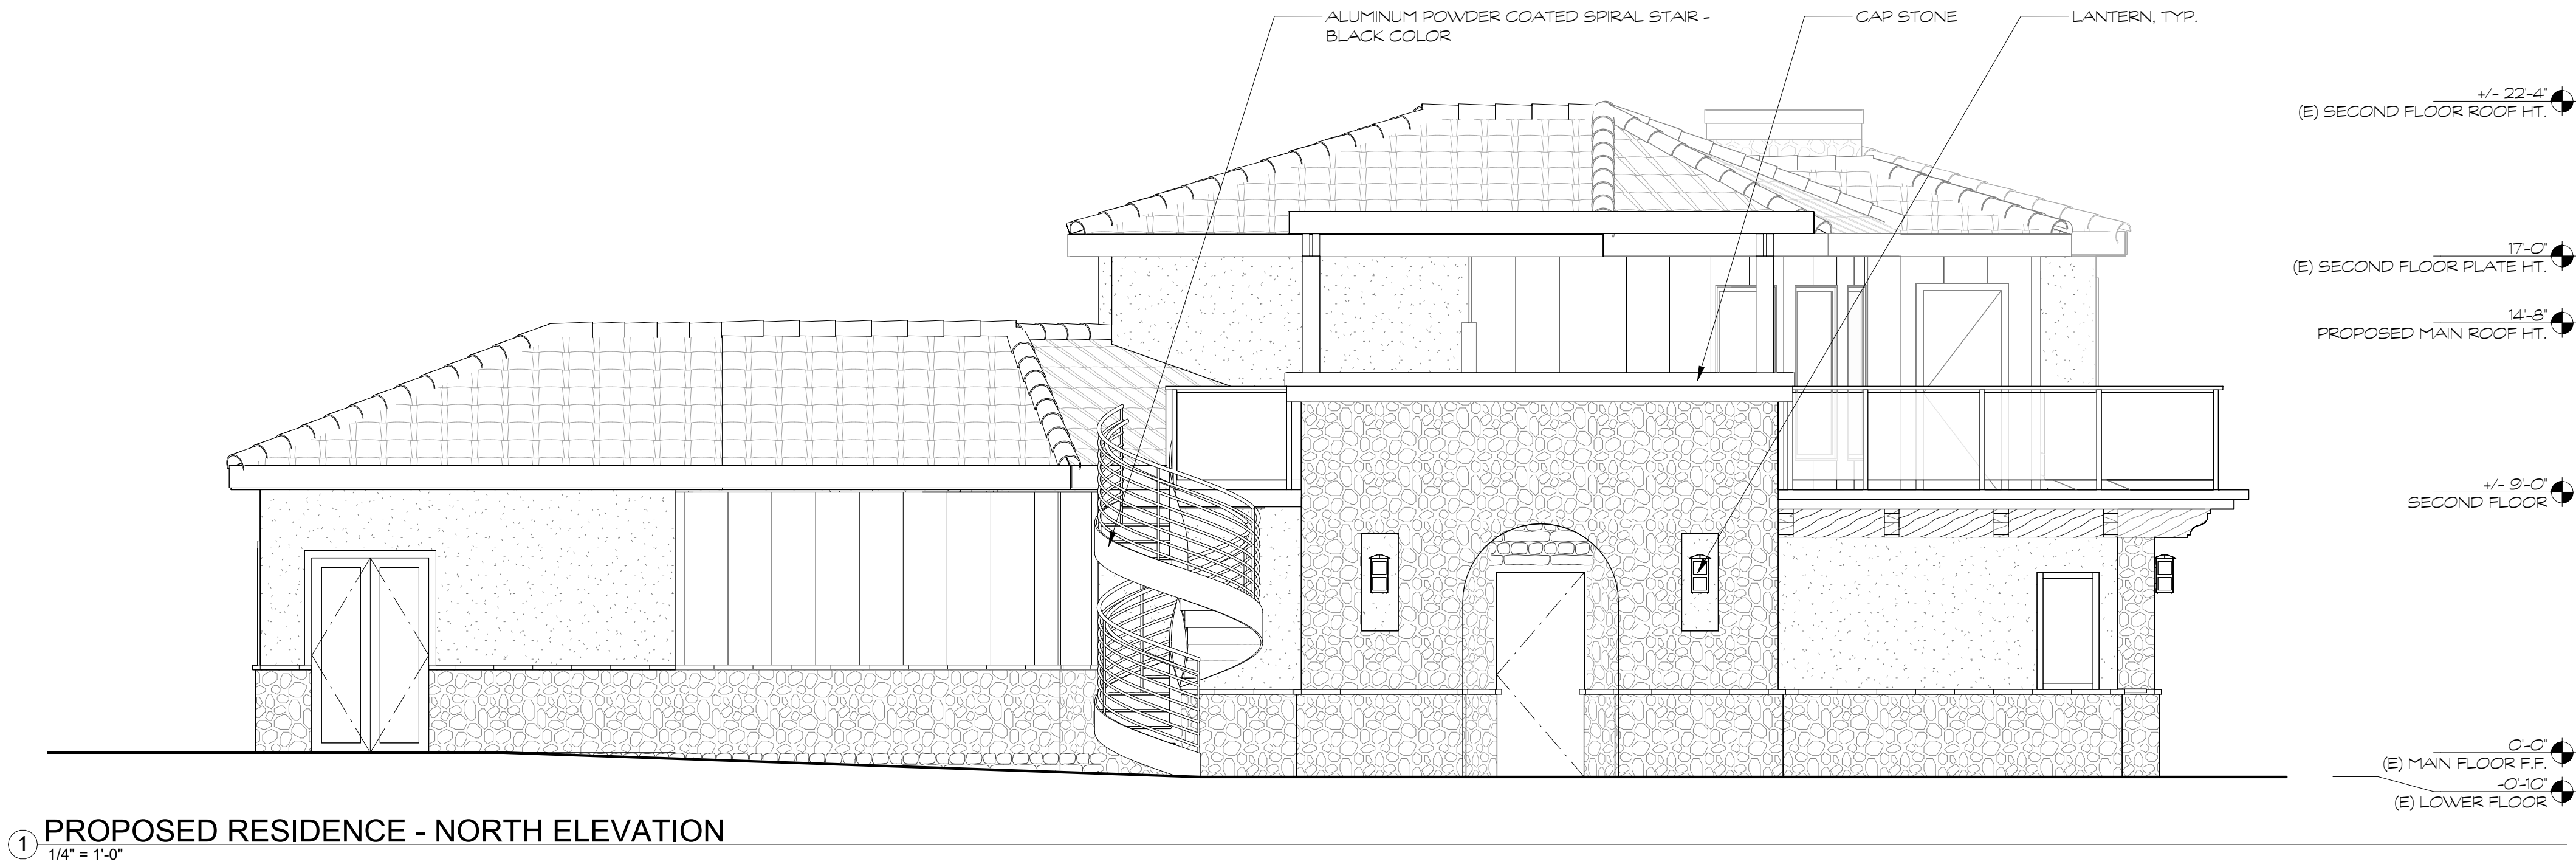 ALUMINUM POWDER COATED SPIRAL STAIR -
BLACK COLOR
CAP STONE
LANTERN, TYP.
+/- 22'-4"
(E) SECOND FLOOR ROOF HT.
17'-0"
(E) SECOND FLOOR PLATE HT.
14'-8"
PROPOSED MAIN ROOF HT.
+/- 9'-0"
SECOND FLOOR
0'-0"
(E) MAIN FLOOR F.F.
-0'-10"
(E) LOWER FLOOR
1
PROPOSED RESIDENCE - NORTH ELEVATION
1/4" = 1'-0"